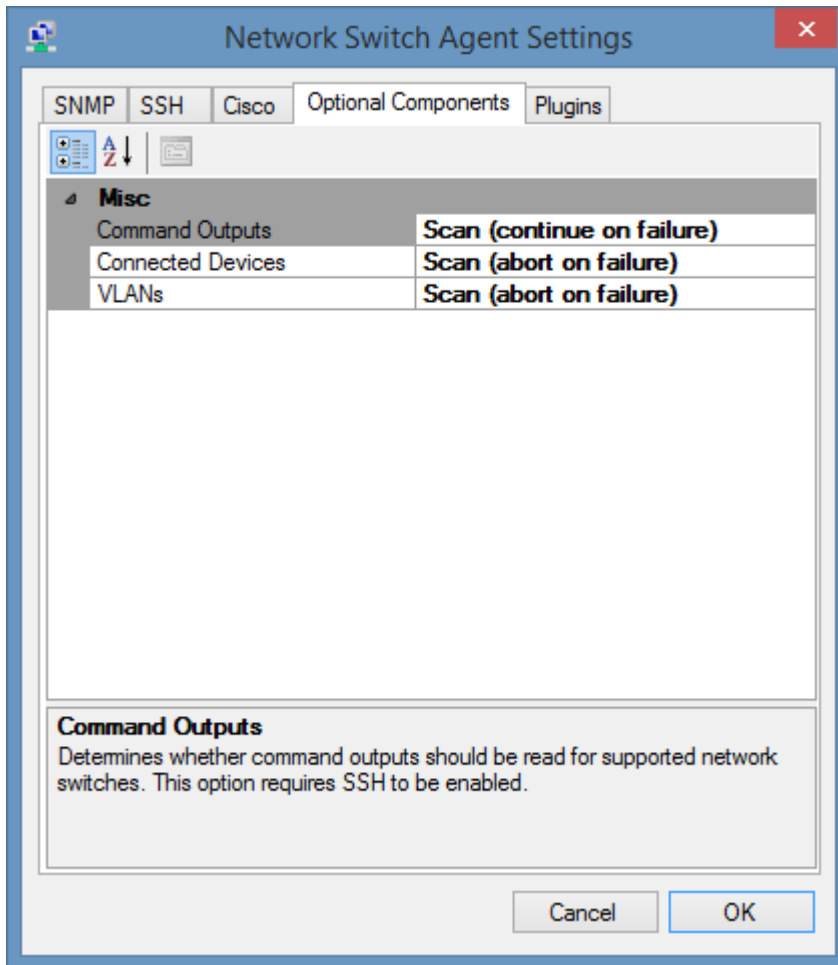 Network Switch Agent Settings
SNMP SSH Cisco Optional Components Plugins
Misc
Command Outputs Scan (continue on failure)
Connected Devices Scan (abort on failure)
VLANs Scan (abort on failure)
Command Outputs
Determines whether command outputs should be read for supported network
switches. This option requires SSH to be enabled.
Cancel OK